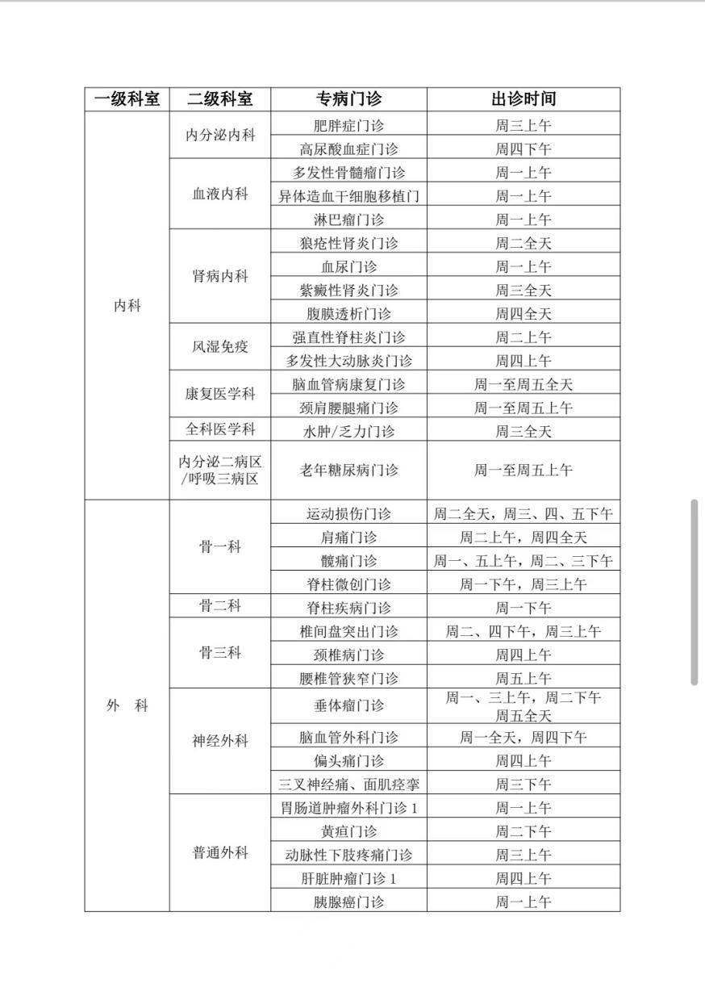 一级科室 二级科室 专病门诊 出诊时间
内科 内分泌内科 肥胖症门诊 周三上午
高尿酸血症门诊 周四下午
血液内科 多发性骨髓瘤门诊 周一上午
异体造血干细胞移植门 周一上午
淋巴瘤门诊 周一上午
肾病内科 狼疮性肾炎门诊 周二全天
血尿门诊 周一上午
紫癜性肾炎门诊 周三全天
腹膜透析门诊 周四全天
风湿免疫 强直性脊柱炎门诊 周二上午
多发性大动脉炎门诊 周四上午
康复医学科 脑血管病康复门诊 周一至周五全天
颈肩腰腿痛门诊 周一至周五上午
全科医学科 水肿/乏力门诊 周三全天
内分泌二病区
/呼吸三病区 老年糖尿病门诊 周一至周五上午
外 科 骨一科 运动损伤门诊 周二全天，周三、四、五下午
肩痛门诊 周二上午，周四全天
髋痛门诊 周一、五上午，周二、三下午
脊柱微创门诊 周一下午，周三上午
骨二科 脊柱疾病门诊 周一下午
骨三科 椎间盘突出门诊 周二、四下午，周三上午
颈椎病门诊 周四上午
腰椎管狭窄门诊 周五上午
神经外科 垂体瘤门诊 周一、三上午，周二下午
周五全天
脑血管外科门诊 周一全天，周四下午
偏头痛门诊 周四上午
三叉神经痛、面肌痉挛 周三下午
普通外科 胃肠道肿瘤外科门诊 1 周一上午
黄疸门诊 周二下午
动脉性下肢疼痛门诊 周三上午
肝脏肿瘤门诊 1 周四上午
胰腺癌门诊 周一上午